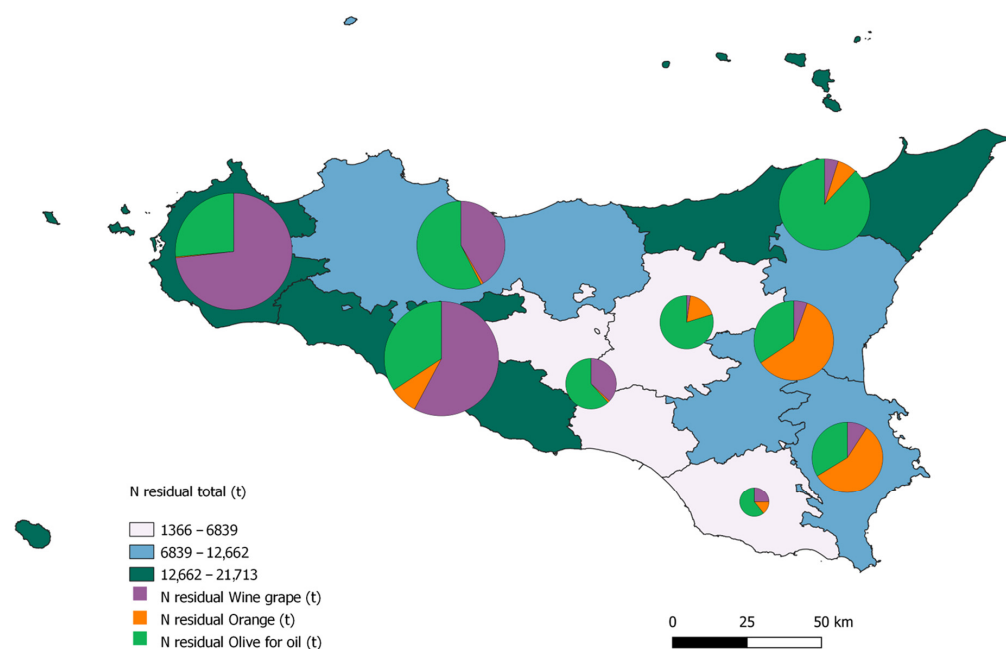 N residual total (t)
1366 – 6839
6839 – 12,662
12,662 – 21,713
N residual Wine grape (t)
N residual Orange (t)
N residual Olive for oil (t)
0 25 50 km